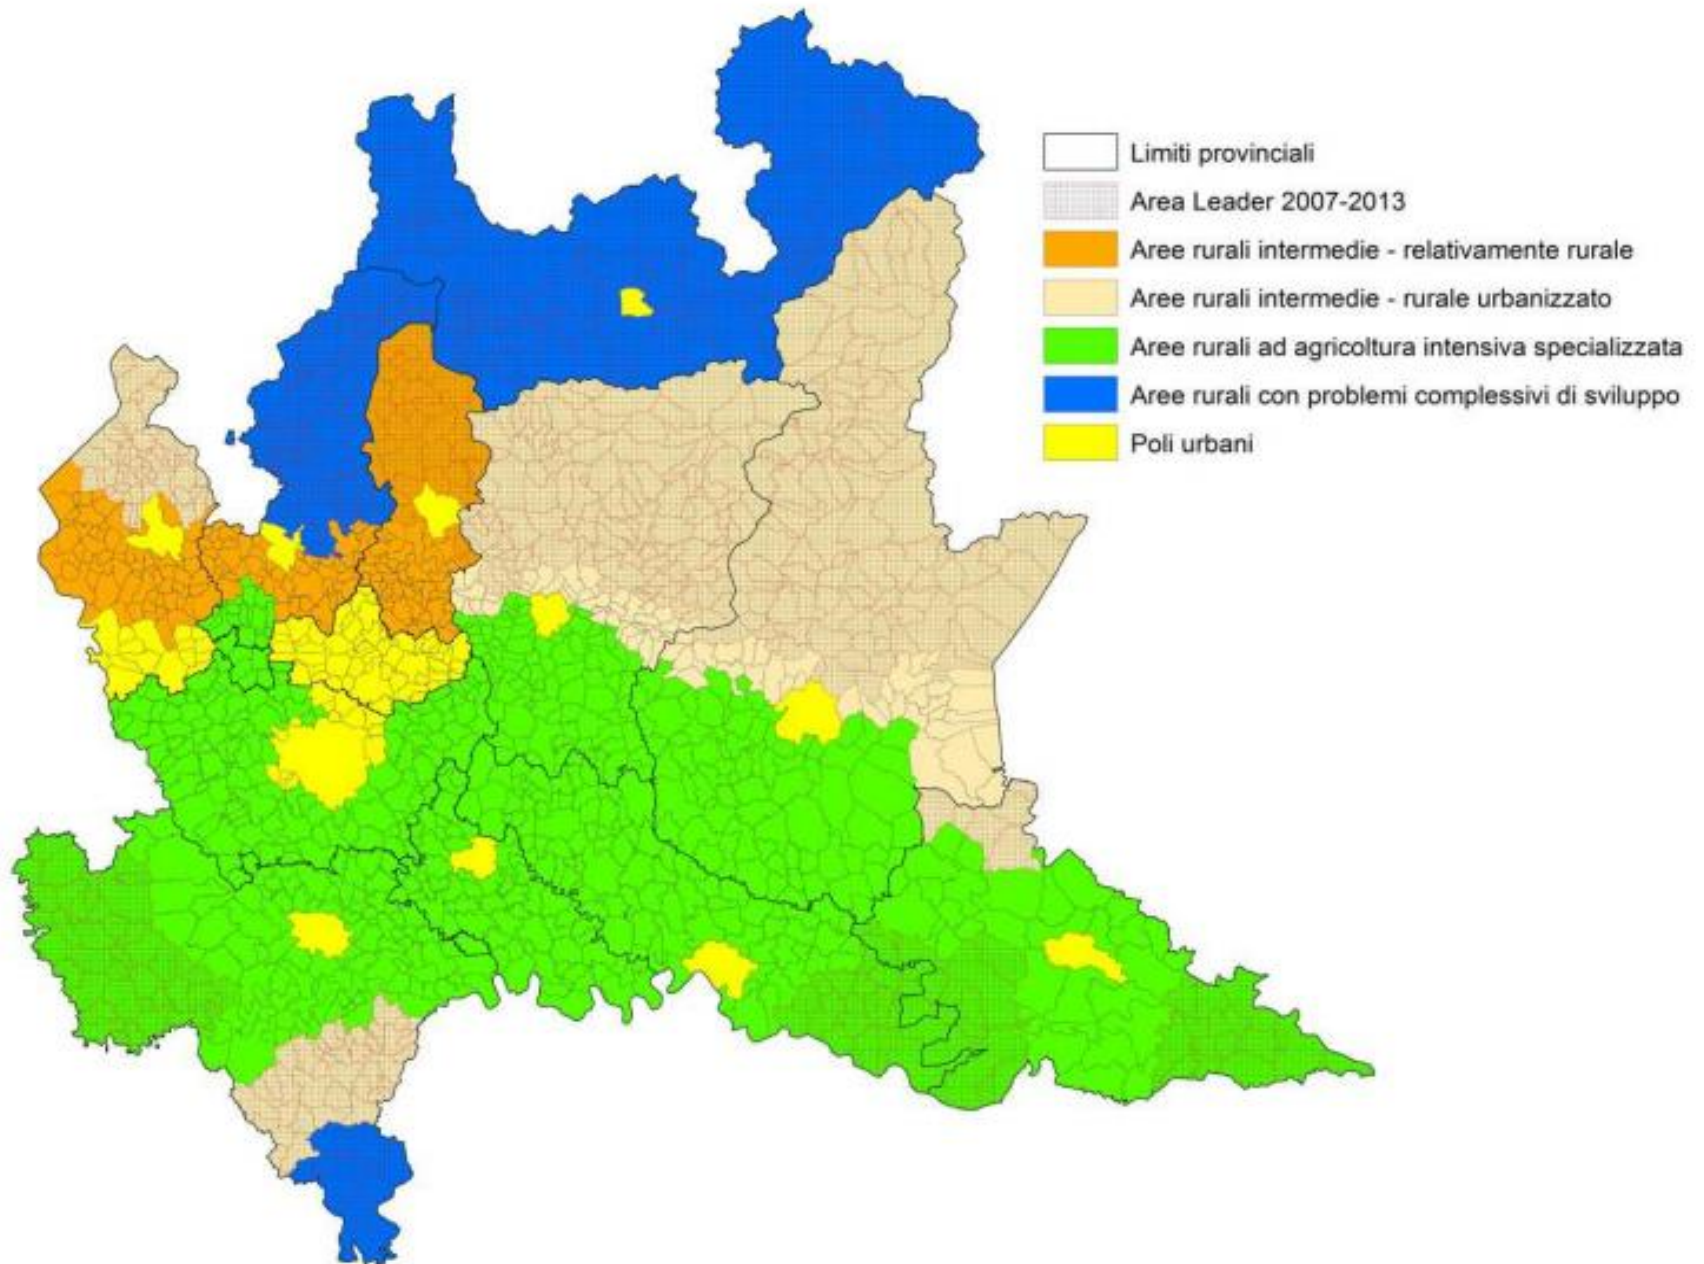 Limiti provinciali
Area Leader 2007-2013
Aree rurali intermedie - relativamente rurale
Aree rurali intermedie - rurale urbanizzato
Aree rurali ad agricoltura intensiva specializzata
Aree rurali con problemi complessivi di sviluppo
Poli urbani